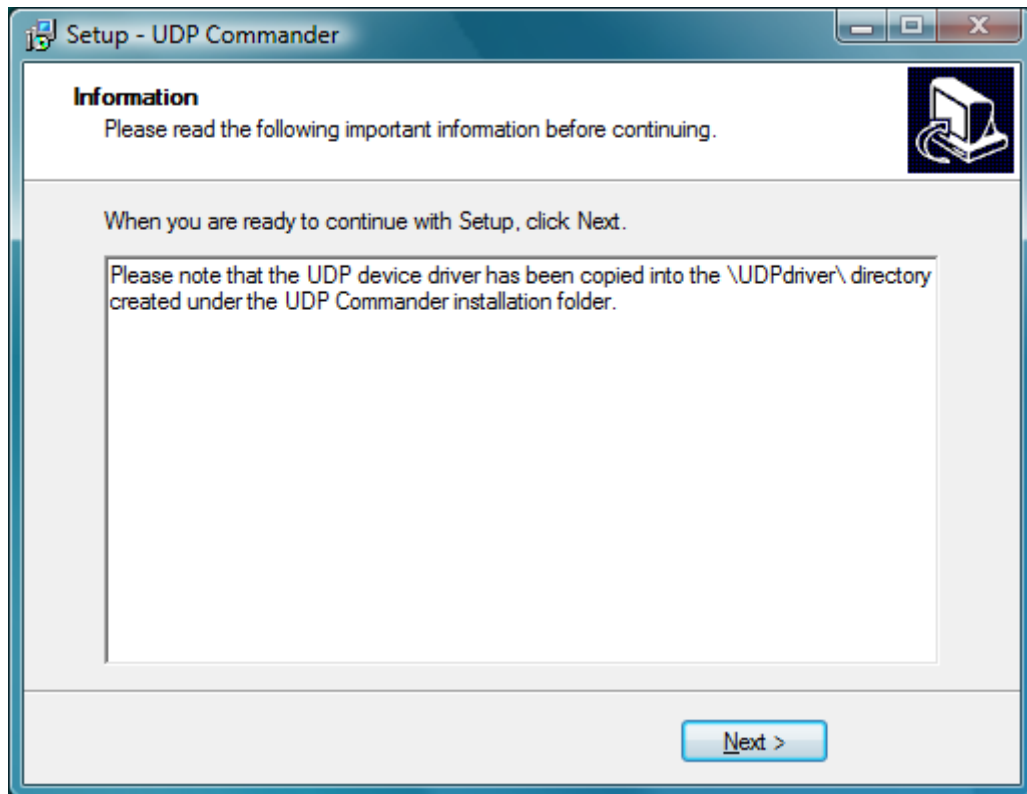 Setup - UDP Commander
Information
Please read the following important information before continuing.
When you are ready to continue with Setup, click Next.
Please note that the UDP device driver has been copied into the \UDPdriver\ directory
created under the UDP Commander installation folder.
Next >